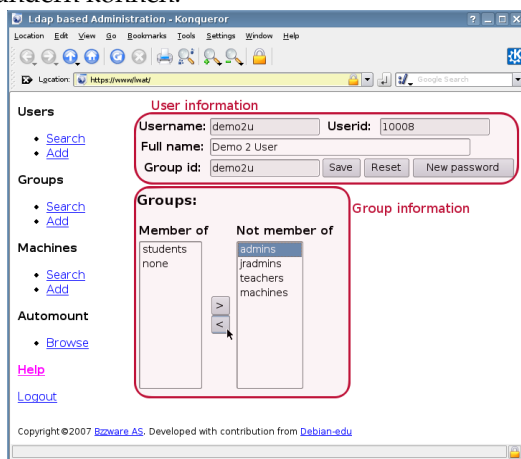 ändern können.
Ldap based Administration - Konqueror
Location Edit View Go Bookmarks Tools Settings Window Help
Location: https://www/lwat/ Google Search
Users
Search
Add
Groups
Search
Add
Machines
Search
Add
Automount
Browse
Help
Logout
User information
Username: demo2u Userid: 10008
Full name: Demo 2 User
Group id: demo2u Save Reset New password
Group information
Groups:
Member of Not member of
students admins
none jradmins
teachers
machines
>
<
Copyright©2007 Bzzware AS. Developed with contribution from Debian-edu